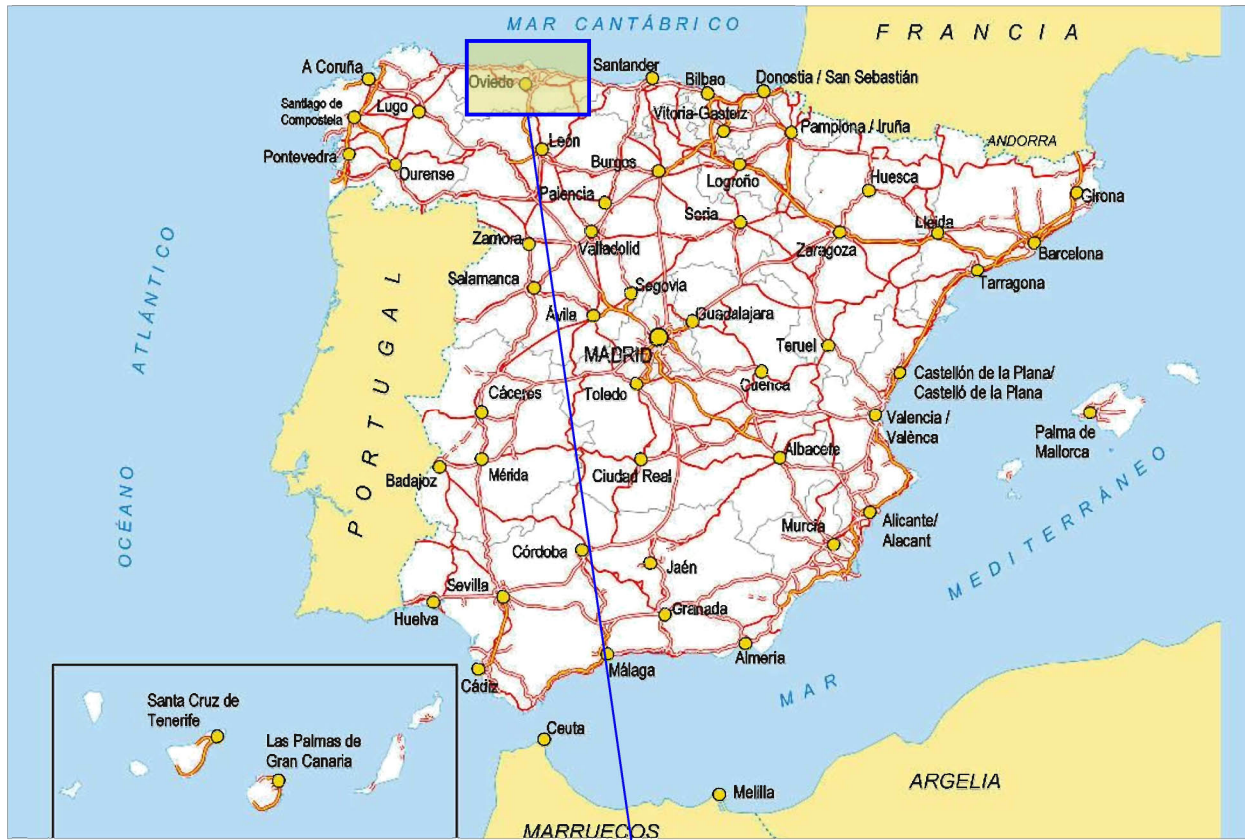 MAR CANTÁBRICO
FRANCIA
A Coruña
Oviedo
Santander
Bilbao
Donostia / San Sebastián
Santiago de
Compostela
Lugo
Vitoria-Gasteiz
Pamplona / Iruña
ANDORRA
León
Pontevedra
Ourense
Burgos
Logroño
Huesca
Palencia
Girona
Soria
Lleida
Zamora
Valladolid
Zaragoza
Barcelona
Salamanca
Segovia
Tarragona
Ávila
Guadalajara
MADRID
Teruel
OCÉANO ATLÁNTICO
PORTUGAL
Cáceres
Toledo
Cuenca
Castellón de la Plana/
Castelló de la Plana
Valencia /
Valènca
Palma de
Mallorca
Badajoz
Mérida
Ciudad Real
Albacete
Murcia
Alicante/
Alacant
MAR MEDITERRÁNEO
Córdoba
Jaén
Sevilla
Huelva
Granada
Cádiz
Málaga
Almería
Santa Cruz de
Tenerife
Las Palmas de
Gran Canaria
Ceuta
Melilla
ARGELIA
MARRUECOS